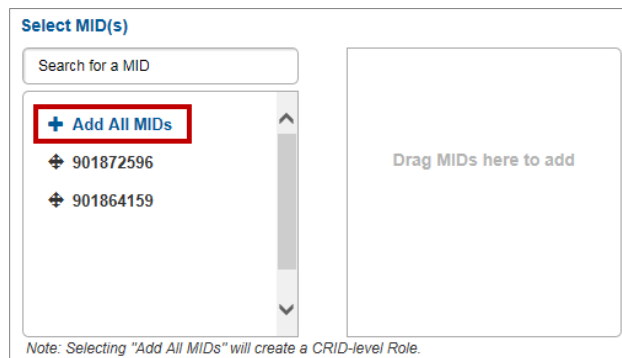 Select MID(s)
Search for a MID
Add All MIDs
901872596
901864159
Drag MIDs here to add
Note: Selecting "Add All MIDs" will create a CRID-level Role.